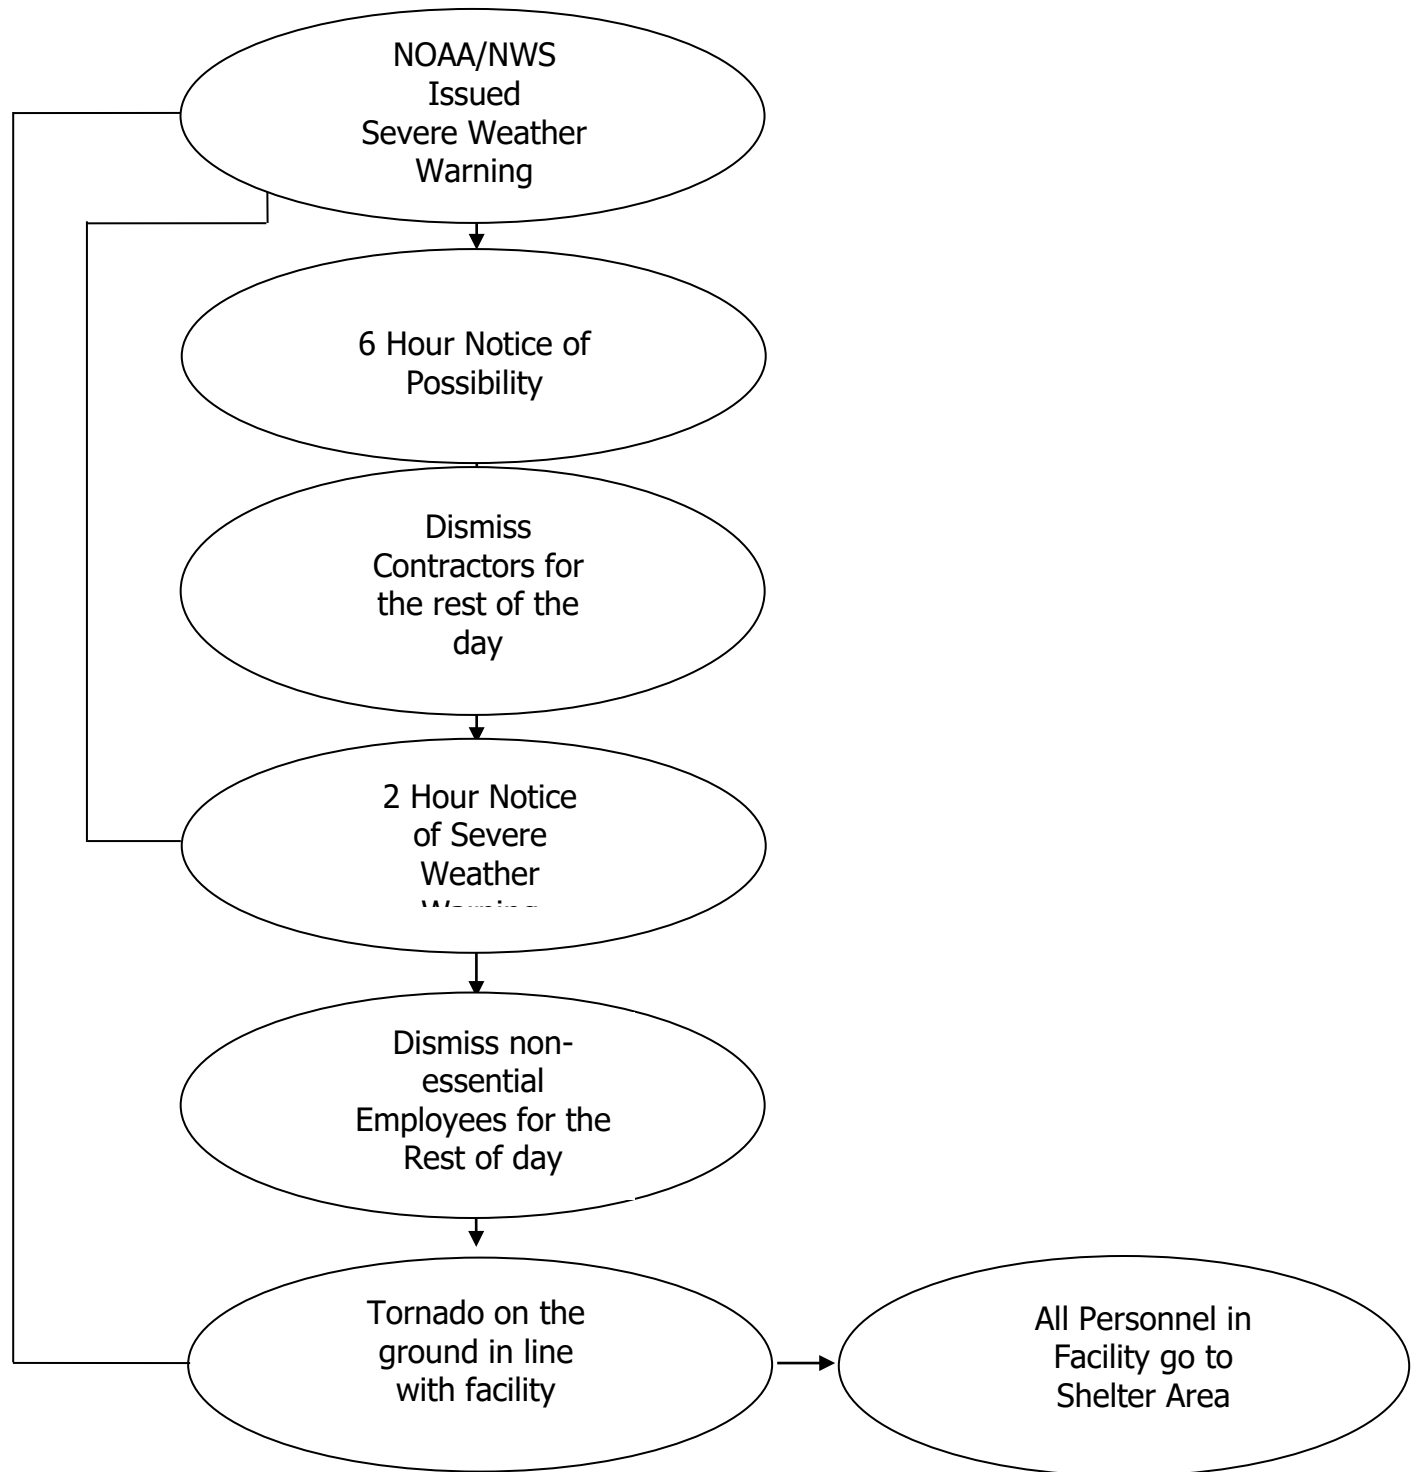 NOAA/NWS
Issued
Severe Weather
Warning
6 Hour Notice of
Possibility
Dismiss
Contractors for
the rest of the
day
2 Hour Notice
of Severe
Weather
Warning
Dismiss non-
essential
Employees for the
Rest of day
Tornado on the
ground in line
with facility
All Personnel in
Facility go to
Shelter Area